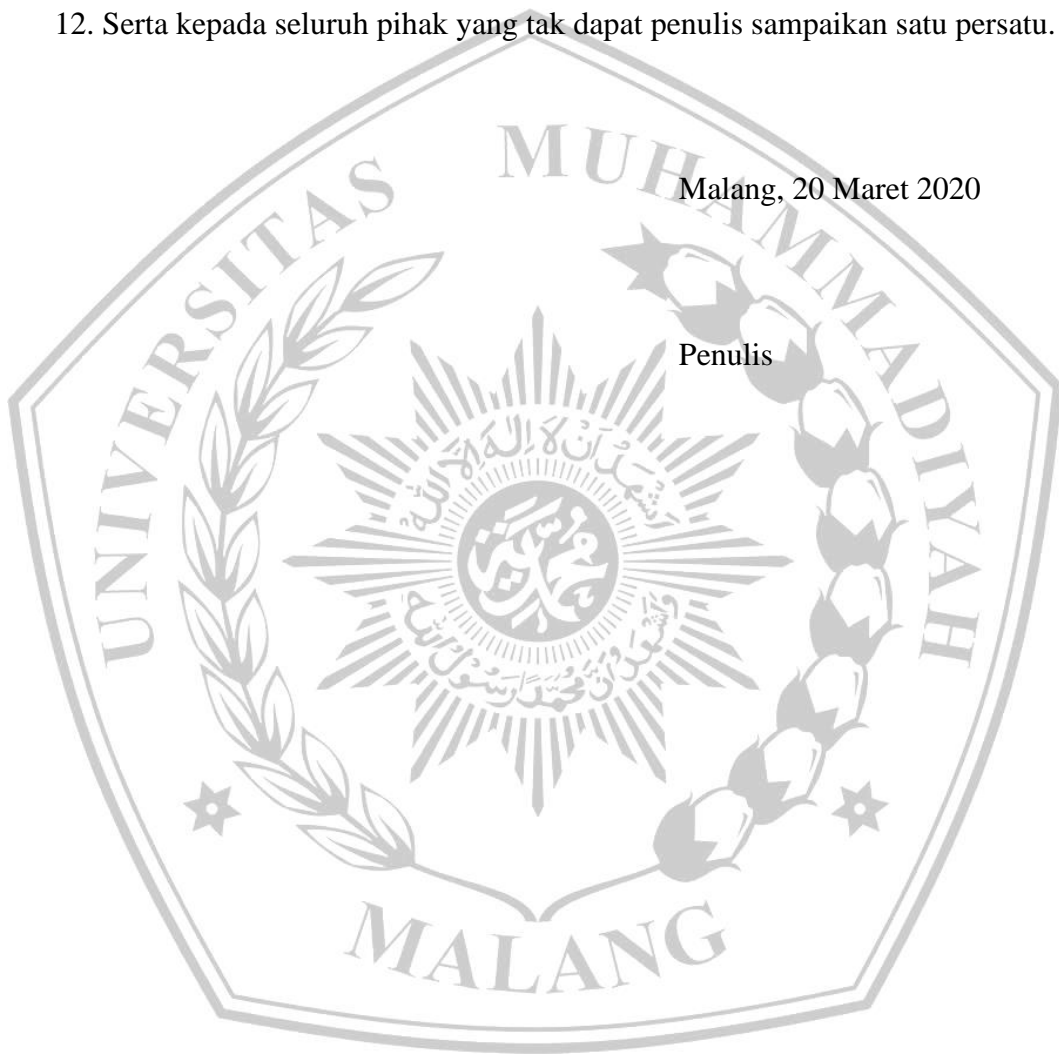 12. Serta kepada seluruh pihak yang tak dapat penulis sampaikan satu persatu.
Malang, 20 Maret 2020
Penulis
UNIVERSITAS MUHAMMADIYAH
MALANG